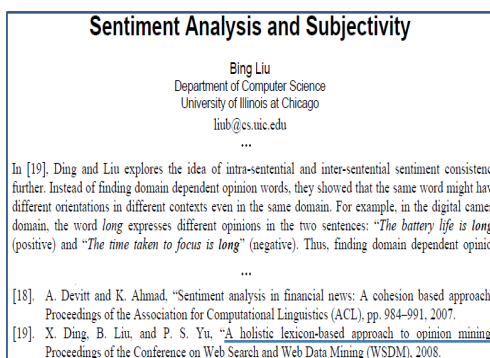 Sentiment Analysis and Subjectivity
Bing Liu
Department of Computer Science
University of Illinois at Chicago
liub@cs.uic.edu
...
In [19], Ding and Liu explores the idea of intra-sentential and inter-sentential sentiment consistenc
further. Instead of finding domain dependent opinion words, they showed that the same word might hav
different orientations in different contexts even in the same domain. For example, in the digital camer
domain, the word long expresses different opinions in the two sentences: “The battery life is long
(positive) and “The time taken to focus is long” (negative). Thus, finding domain dependent opinio
...
[18]. A. Devitt and K. Ahmad, “Sentiment analysis in financial news: A cohesion based approach
Proceedings of the Association for Computational Linguistics (ACL), pp. 984–991, 2007.
[19]. X. Ding, B. Liu, and P. S. Yu, “A holistic lexicon-based approach to opinion mining
Proceedings of the Conference on Web Search and Web Data Mining (WSDM), 2008.